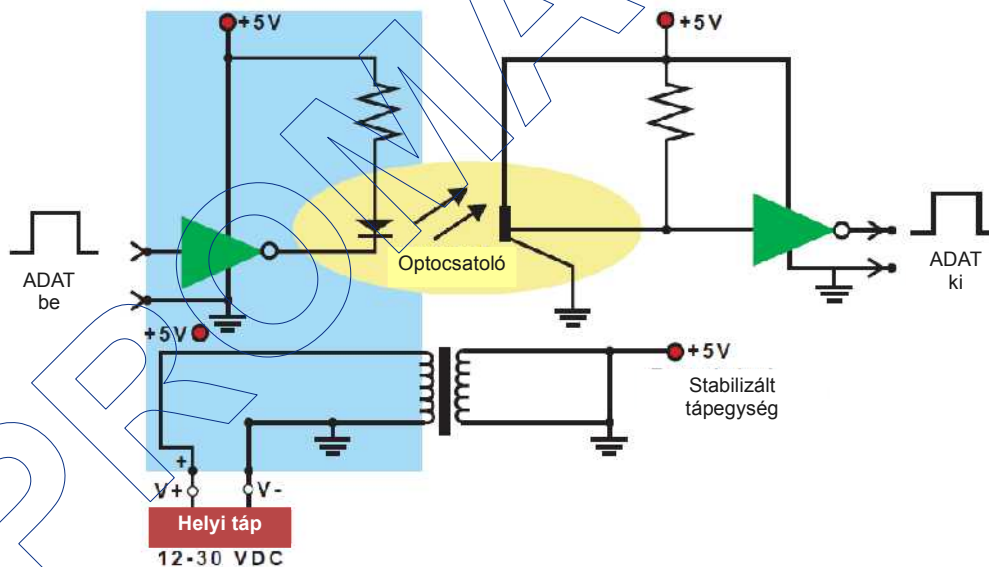 +5V
+5V
ADAT
be
Optocsatoló
ADAT
ki
+5V
+5V
Stabilizált
tápegység
+
V+
V-
Helyi táp
12-30 VDC